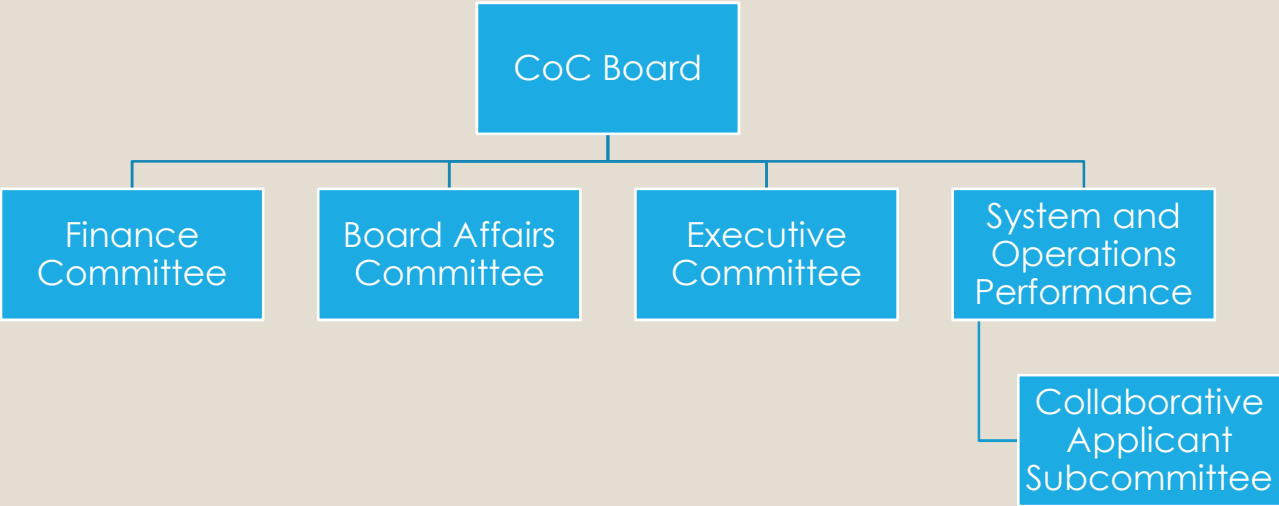 CoC Board
Finance
Committee
Board Affairs
Committee
Executive
Committee
System and
Operations
Performance
Collaborative
Applicant
Subcommittee